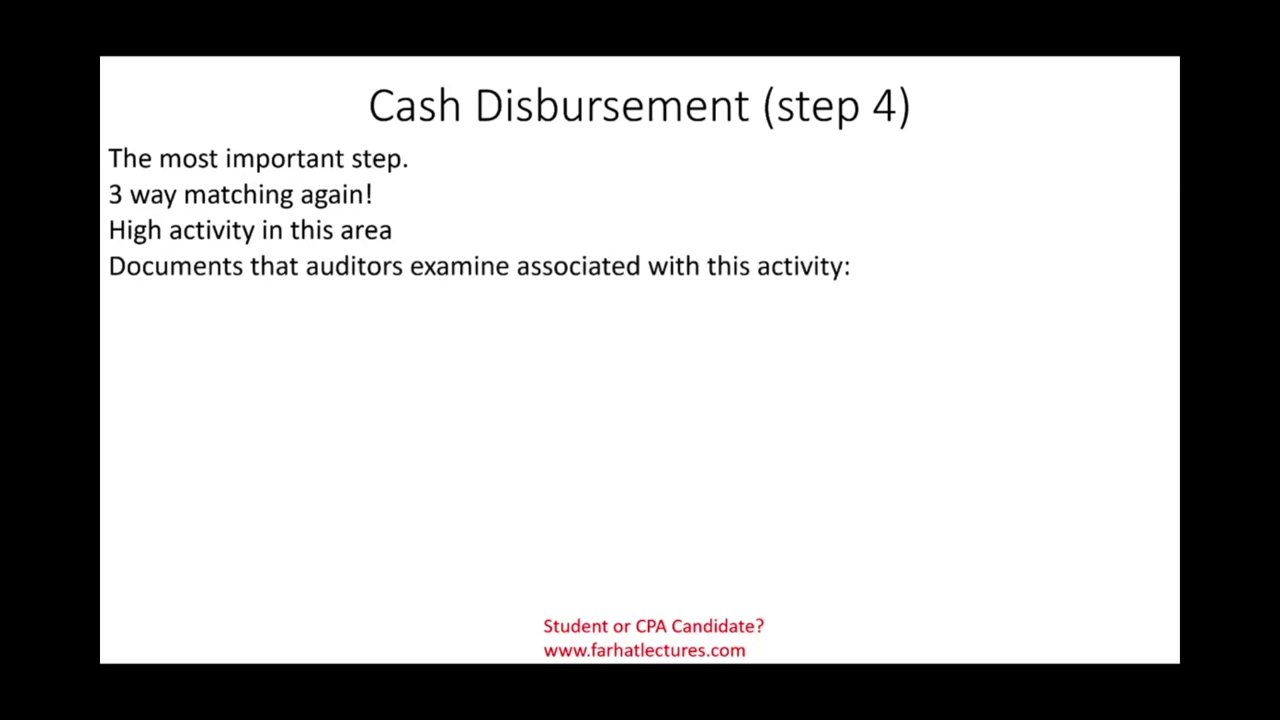 Cash Disbursement (step 4)
The most important step.
3 way matching again!
High activity in this area
Documents that auditors examine associated with this activity:
Student or CPA Candidate?
www.farhatlectures.com